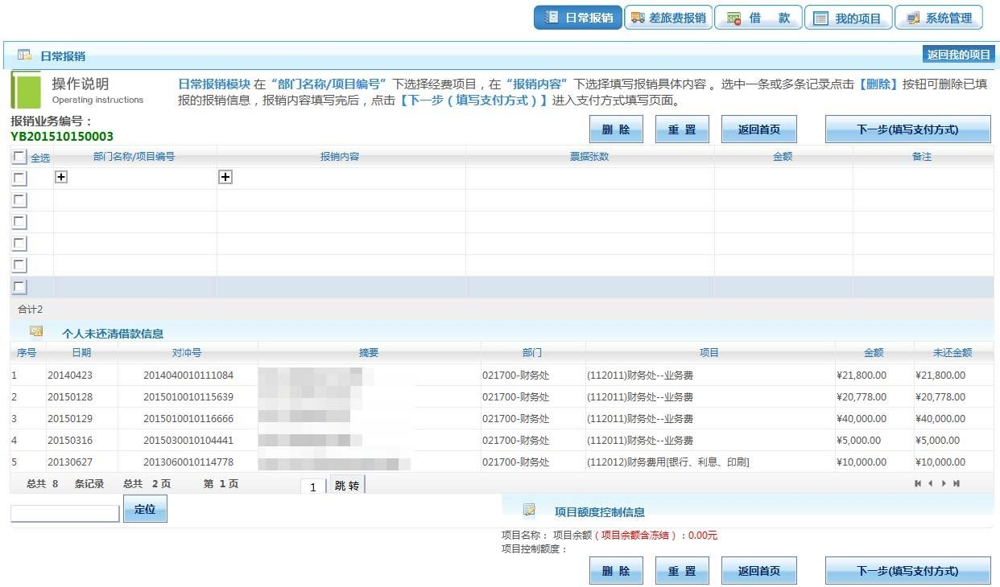 日常报销 差旅费报销 借 款 我的项目 系统管理
日常报销 返回我的项目
操作说明
Operating instructions
日常报销模块 在“部门名称/项目编号”下选择经费项目，在“报销内容”下选择填写报销具体内容 。选中一条或多条记录点击【删除】按钮可删除已填
报的报销信息，报销内容填写完后，点击【下一步（填写支付方式）】进入支付方式填写页面。
报销业务编号：
YB201510150003
删 除 重 置 返回首页 下一步(填写支付方式)
全选 部门名称/项目编号 报销内容 票据张数 金额 备注
合计2
个人未还清借款信息
序号 日期 对冲号 摘要 部门 项目 金额 未还金额
1 20140423 2014040010111084 021700-财务处 (112011)财务处--业务费 ¥21,800.00 ¥21,800.00
2 20150128 2015010010115639 021700-财务处 (112011)财务处--业务费 ¥20,778.00 ¥20,778.00
3 20150129 2015010010116666 021700-财务处 (112011)财务处--业务费 ¥40,000.00 ¥40,000.00
4 20150316 2015030010104441 021700-财务处 (112011)财务处--业务费 ¥5,000.00 ¥5,000.00
5 20130627 2013060010114778 021700-财务处 (112012)财务费用[银行、利息、印刷] ¥10,000.00 ¥10,000.00
总共 8 条记录 总共 2 页 第 1 页 1 跳 转
定位
项目额度控制信息
项目名称： 项目余额（项目余额含冻结）：0.00元
项目控制额度：
删 除 重 置 返回首页 下一步(填写支付方式)